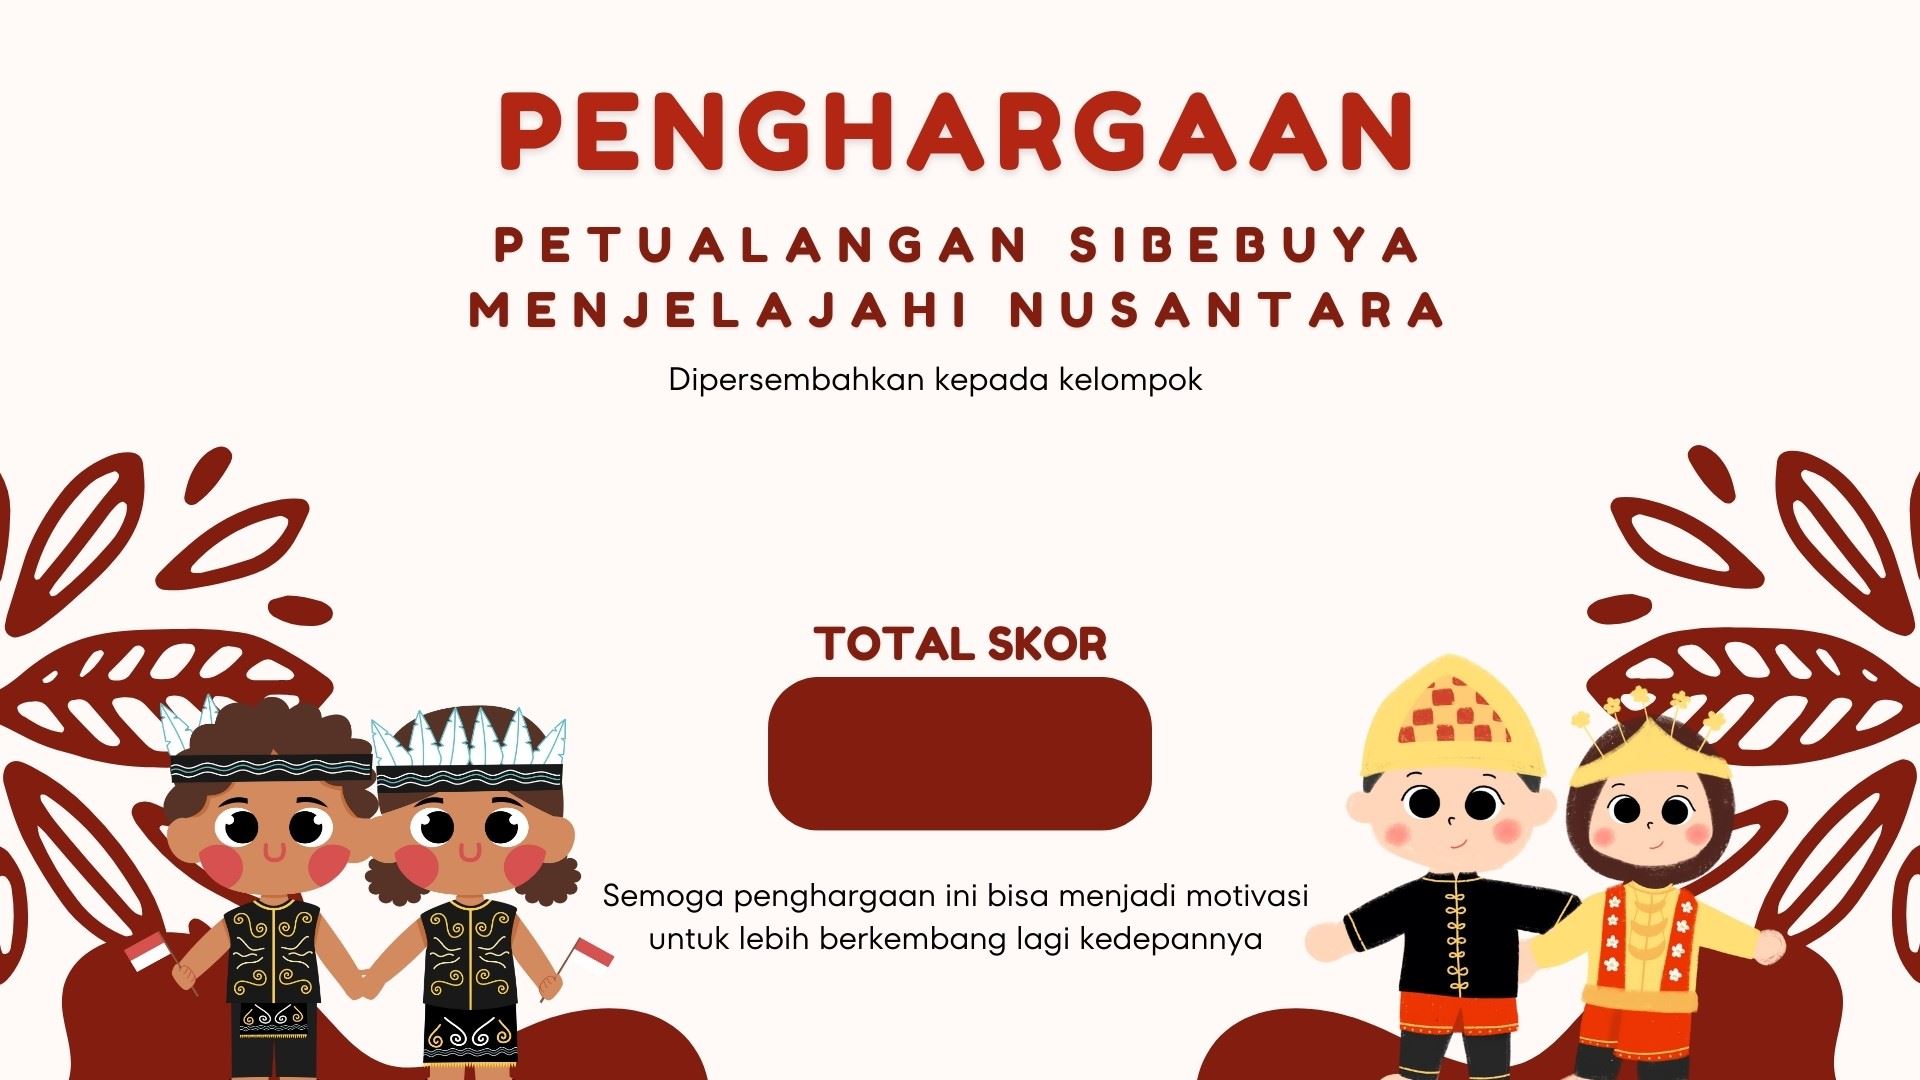 PENGHARGAAN
PETUALANGAN SIBEBUYA
MENJELAJAHI NUSANTARA
Dipersembahkan kepada kelompok
TOTAL SKOR
Semoga penghargaan ini bisa menjadi motivasi
untuk lebih berkembang lagi kedepannya